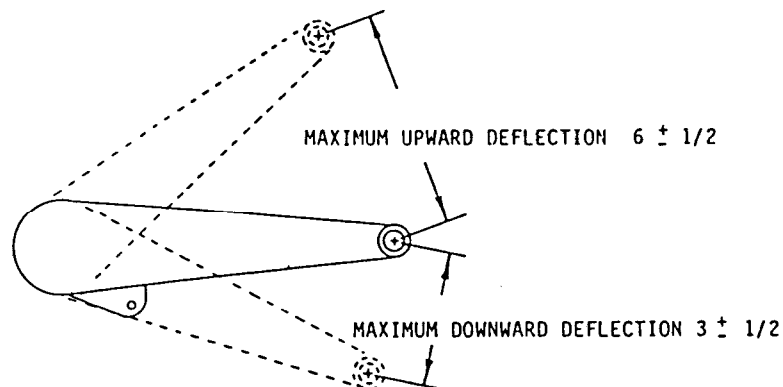 MAXIMUM UPWARD DEFLECTION 6 ± 1/2
MAXIMUM DOWNWARD DEFLECTION 3 ± 1/2